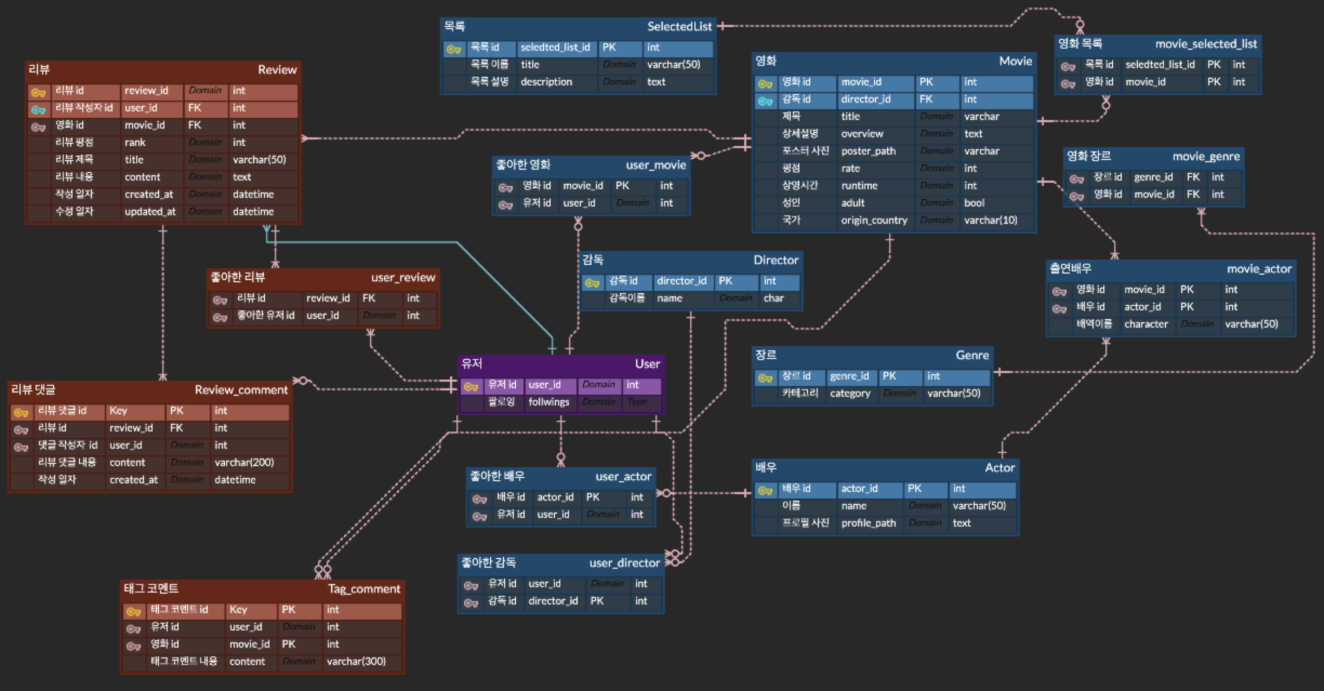 목록 SelectedList
목록 id seledted_list_id PK int
목록 이름 title Domain varchar(50)
목록 설명 description Domain text
영화 목록 movie_selected_list
목록 id seledted_list_id PK int
영화 id movie_id PK int
영화 Movie
영화 id movie_id PK int
감독 id director_id FK int
제목 title Domain varchar
상세설명 overview Domain text
포스터 사진 poster_path Domain varchar
평점 rate Domain int
상영시간 runtime Domain int
성인 adult Domain bool
국가 origin_country Domain varchar(10)
리뷰 Review
리뷰 id review_id Domain int
리뷰 작성자 id user_id FK int
영화 id movie_id FK int
리뷰 평점 rank Domain int
리뷰 제목 title Domain varchar(50)
리뷰 내용 content Domain text
작성 일자 created_at Domain datetime
수정 일자 updated_at Domain datetime
좋아한 영화 user_movie
영화 id movie_id PK int
유저 id user_id Domain int
영화 장르 movie_genre
장르 id genre_id FK int
영화 id movie_id FK int
감독 Director
감독 id director_id PK int
감독이름 name Domain char
좋아한 리뷰 user_review
리뷰 id review_id FK int
좋아한 유저 id user_id Domain int
출연배우 movie_actor
영화 id movie_id PK int
배우 id actor_id PK int
배역이름 character Domain varchar(50)
유저 User
유저 id user_id Domain int
팔로잉 follwings Domain Type
장르 Genre
장르 id genre_id PK int
카테고리 category Domain varchar(50)
리뷰 댓글 Review_comment
리뷰 댓글 id Key PK int
리뷰 id review_id FK int
댓글 작성자 id user_id Domain int
리뷰 댓글 내용 content Domain varchar(200)
작성 일자 created_at Domain datetime
좋아한 배우 user_actor
배우 id actor_id PK int
유저 id user_id Domain int
배우 Actor
배우 id actor_id PK int
이름 name Domain varchar(50)
프로필 사진 profile_path Domain text
좋아한 감독 user_director
유저 id user_id Domain int
감독 id director_id PK int
태그 코멘트 Tag_comment
태그 코멘트 id Key PK int
유저 id user_id Domain int
영화 id movie_id PK int
태그 코멘트 내용 content Domain varchar(300)